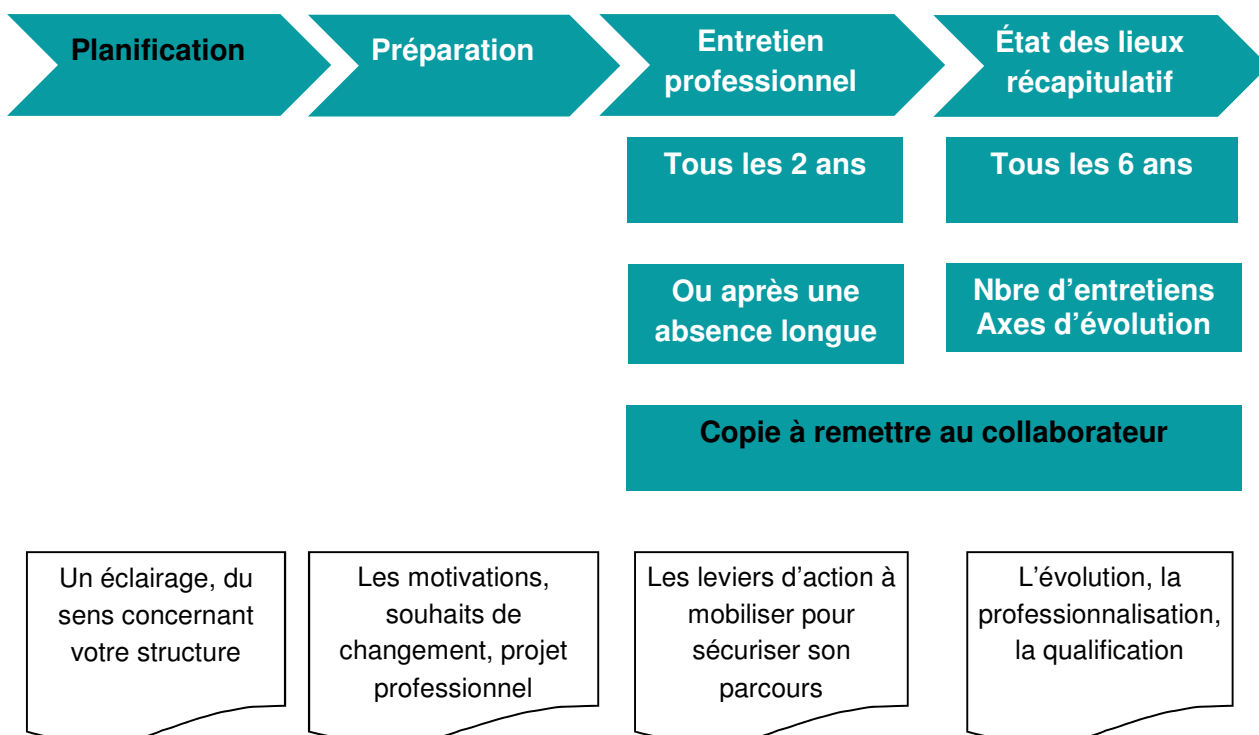 Planification
Préparation
Entretien
professionnel
État des lieux
récapitulatif
Tous les 2 ans
Tous les 6 ans
Ou après une
absence longue
Nbre d’entretiens
Axes d’évolution
Copie à remettre au collaborateur
Un éclairage, du
sens concernant
votre structure
Les motivations,
souhaits de
changement, projet
professionnel
Les leviers d’action à
mobiliser pour
sécuriser son
parcours
L’évolution, la
professionnalisation,
la qualification